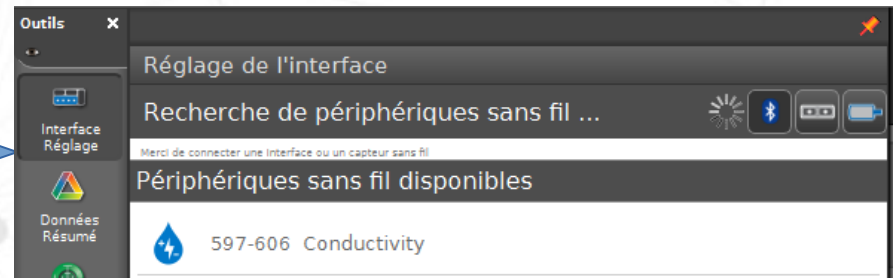 Outils ×
Réglage de l'interface
Interface
Réglage
Recherche de périphériques sans fil ...
Merci de connecter une Interface ou un capteur sans fil
Périphériques sans fil disponibles
Données
Résumé
597-606 Conductivity